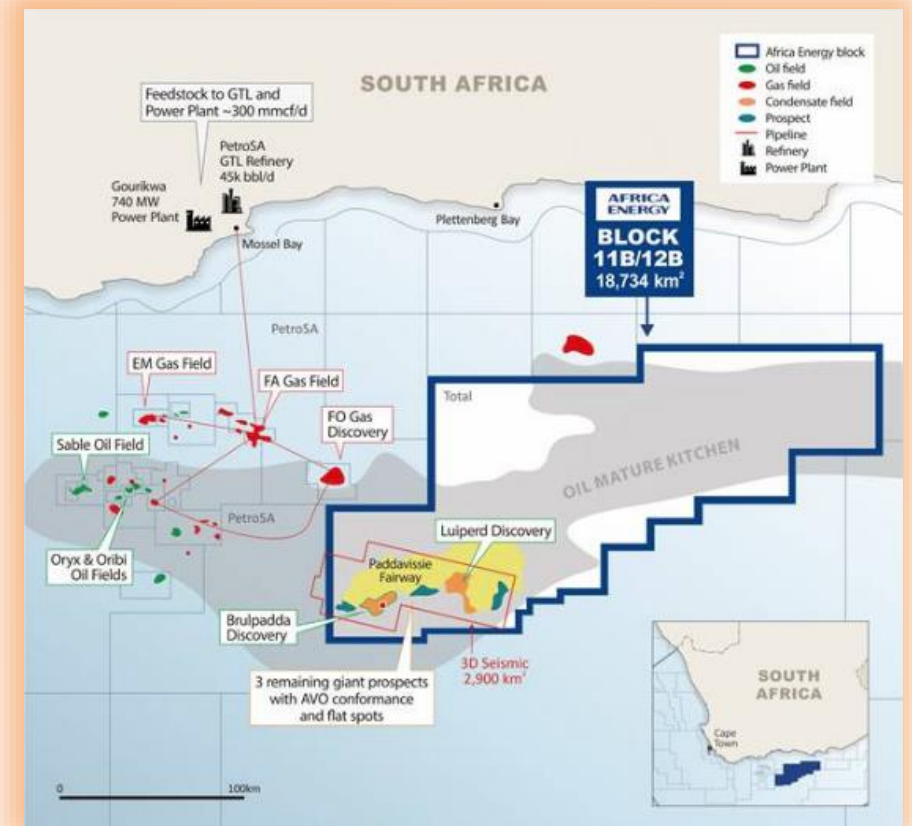 SOUTH AFRICA
Africa Energy block
Oil field
Gas field
Condensate field
Prospect
Pipeline
Refinery
Power Plant
Feedstock to GTL and
Power Plant ~300 mmcf/d
PetroSA
GTL Refinery
45k bbl/d
Gourikwa
740 MW
Power Plant
Mossel Bay
Plettenberg Bay
AFRICA
ENERGY
BLOCK
11B/12B
18,734 km²
PetroSA
EM Gas Field
FA Gas Field
FO Gas
Discovery
Total
Sable Oil Field
OIL MATURE KITCHEN
PetroSA
Oryx & Oribi
Oil Fields
Luiperd Discovery
Paddavissie
Fairway
Brulpadda
Discovery
3D Seismic
2,900 km²
3 remaining giant prospects
with AVO conformance
and flat spots
SOUTH
AFRICA
Cape
Town
0
100km